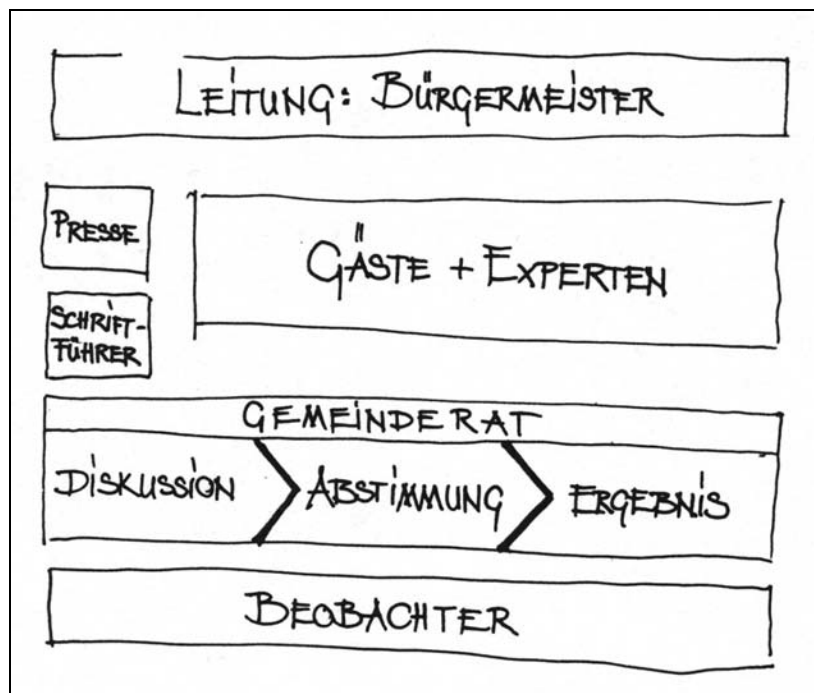 LEITUNG: BÜRGERMEISTER
PRESSE
GÄSTE + EXPERTEN
SCHRIFT-
FÜHRER
GEMEINDERAT
DISKUSSION
ABSTIMMUNG
ERGEBNIS
BEOBACHTER